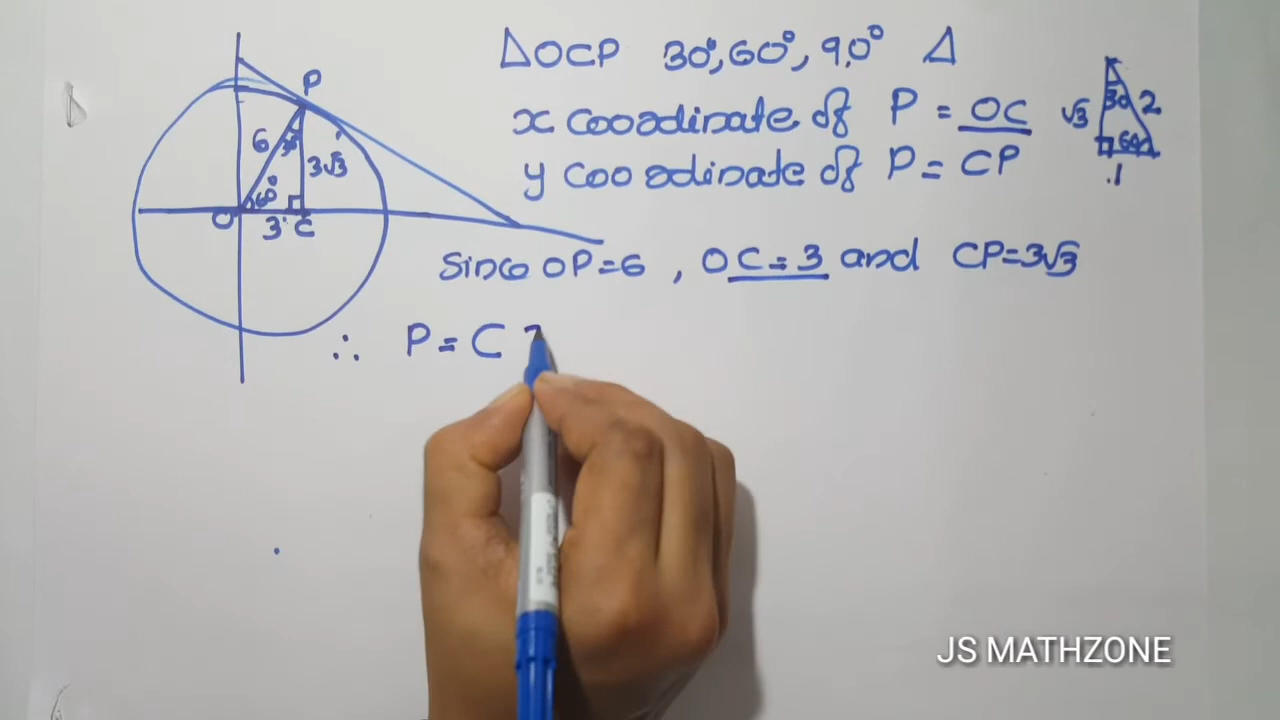 ΔOCP 30°, 60°, 90° Δ
x coordinate of P = OC
y coordinate of P = CP
Since OP = 6 , OC = 3 and CP = 3√3
∴ P = (
P
6
30°
3√3
60°
O
3
C
√3
30
2
60
1
JS MATHZONE